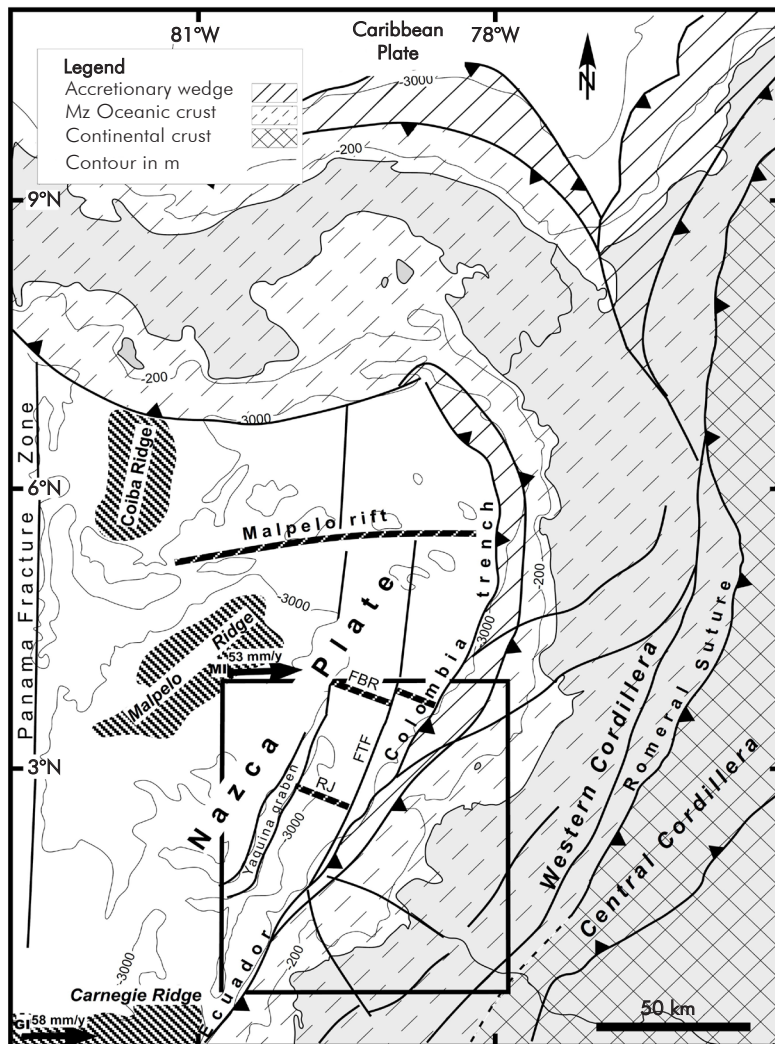 81°W
Caribbean
Plate
78°W
N
Legend
Accretionary wedge
Mz Oceanic crust
Continental crust
Contour in m
-3000
-200
9°N
-200
-3000
Panama Fracture Zone
Coiba Ridge
6°N
Malpelo rift
Colombia trench
-200
-3000
-3000
Malpelo Ridge
MI 53 mm/y
Nazca Plate
FBR
FTF
RJ
Yaquina graben
-3000
3°N
Western Cordillera
Romeral Suture
Central Cordillera
-200
-3000
Ecuador
Carnegie Ridge
GI 58 mm/y
50 km